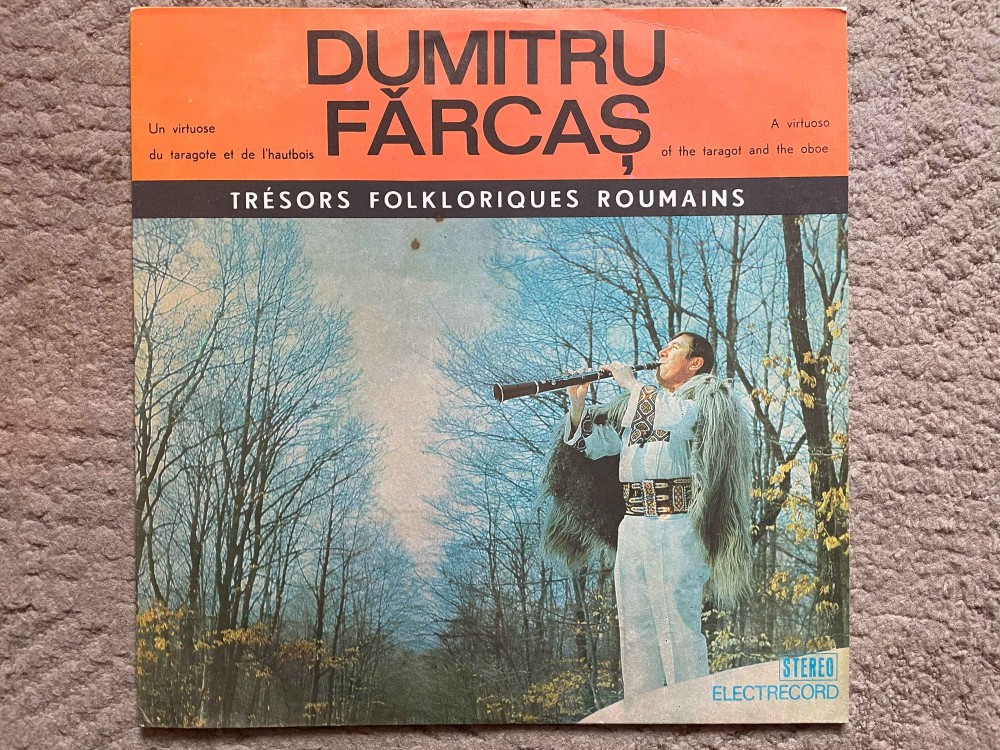 DUMITRU
FĂRCAȘ
Un virtuose
du taragote et de l'hautbois
A virtuoso
of the taragot and the oboe
TRÉSORS FOLKLORIQUES ROUMAINS
STEREO
ELECTRECORD